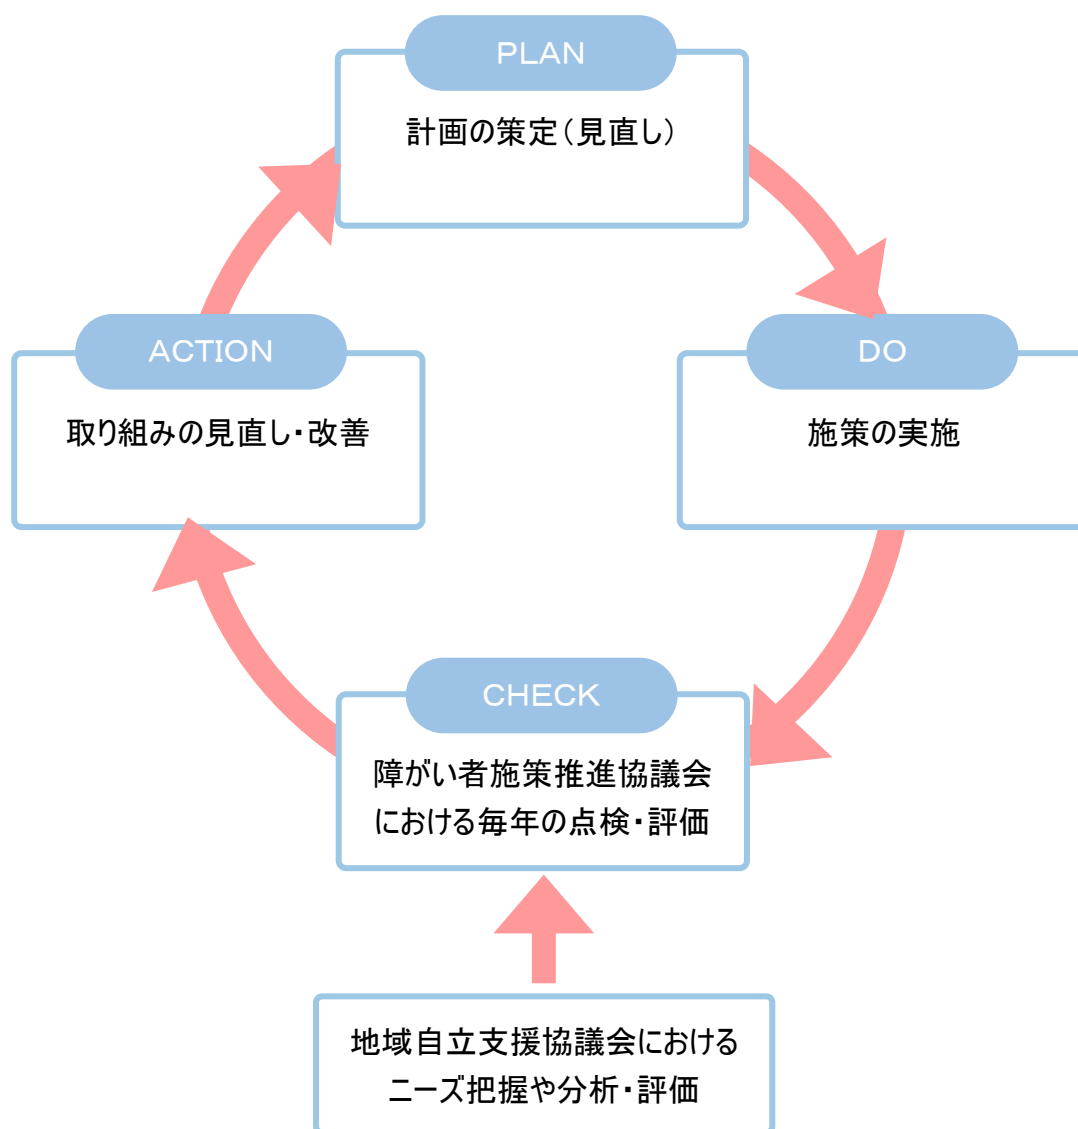 PLAN
計画の策定（見直し）
ACTION
取り組みの見直し・改善
DO
施策の実施
CHECK
障がい者施策推進協議会
における毎年の点検・評価
地域自立支援協議会における
ニーズ把握や分析・評価